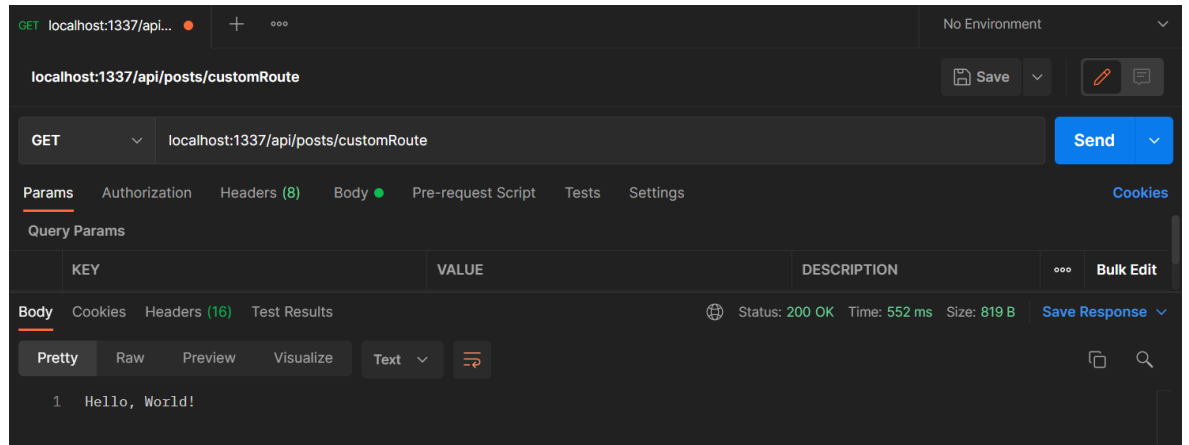 GET localhost:1337/api... No Environment
localhost:1337/api/posts/customRoute Save
GET localhost:1337/api/posts/customRoute Send
Params Authorization Headers (8) Body Pre-request Script Tests Settings Cookies
Query Params
KEY VALUE DESCRIPTION Bulk Edit
Body Cookies Headers (16) Test Results Status: 200 OK Time: 552 ms Size: 819 B Save Response
Pretty Raw Preview Visualize Text
1 Hello, World!